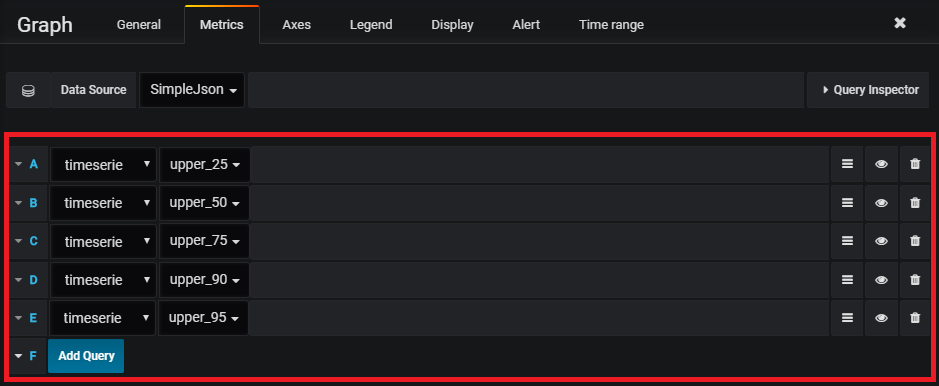 Graph General Metrics Axes Legend Display Alert Time range
Data Source SimpleJson Query Inspector
A timeserie upper_25
B timeserie upper_50
C timeserie upper_75
D timeserie upper_90
E timeserie upper_95
F Add Query